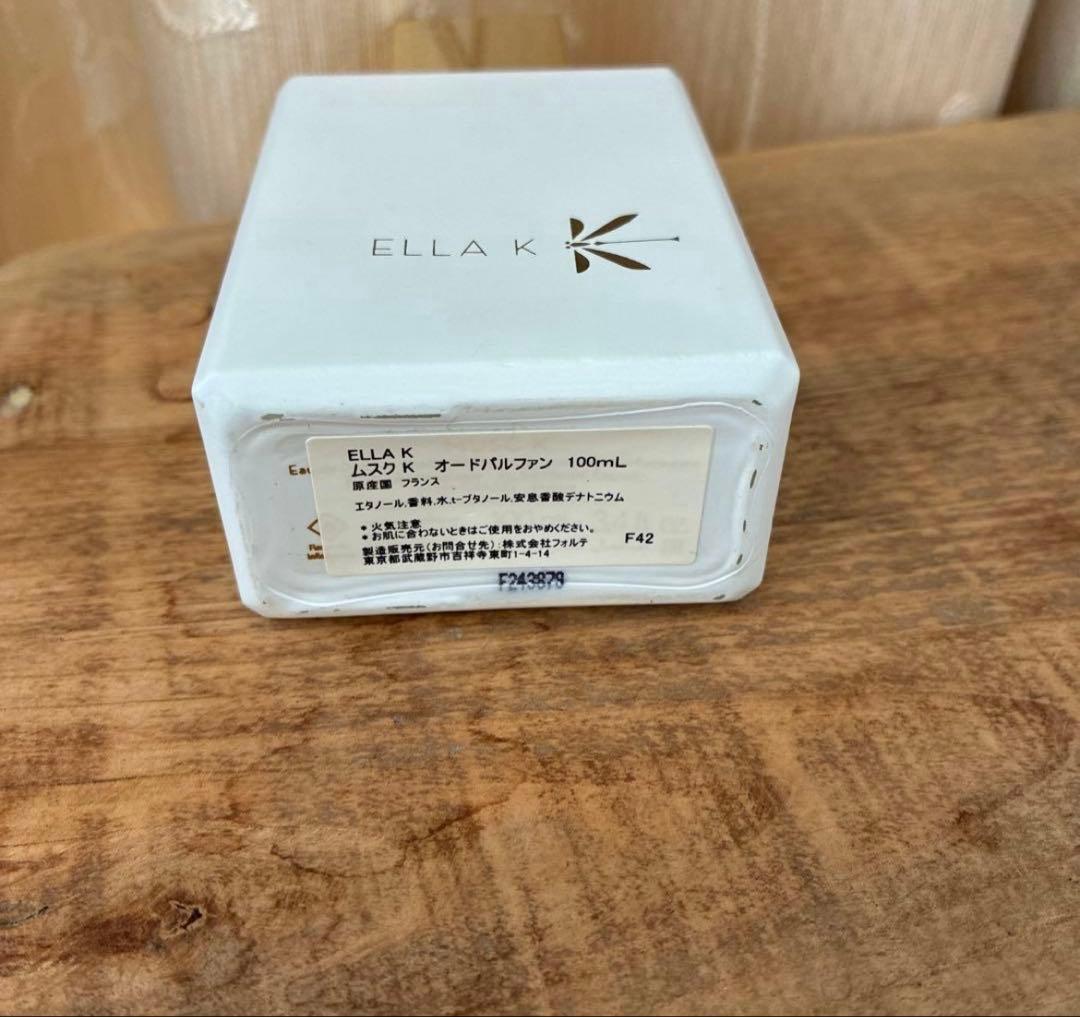 ELLA K
ELLA K
ムスク K オードパルファン 100mL
原産国 フランス
エタノール,香料,水,t-ブタノール,安息香酸デナトニウム
* 火気注意
* お肌に合わないときはご使用をおやめください。
製造販売元(お問合せ先):株式会社フォルテ F42
東京都武蔵野市吉祥寺東町1-4-14
F243878